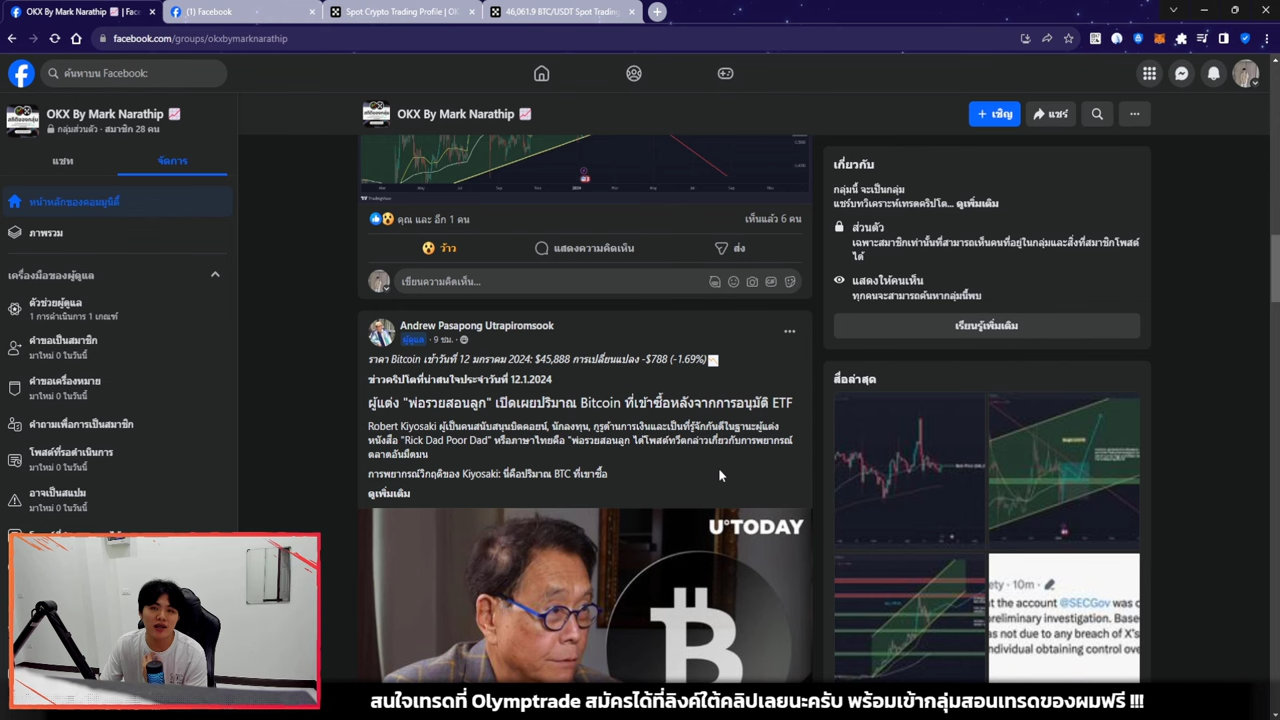 OKX By Mark Narathip 📈 | Fac
(1) Facebook
Spot Crypto Trading Profile | OK
46,061.9 BTC/USDT Spot Trading
facebook.com/groups/okxbymarknarathip
ค้นหาบน Facebook:
OKX By Mark Narathip 📈
กลุ่มส่วนตัว · สมาชิก 28 คน
แชท
จัดการ
หน้าหลักของคอมมูนิตี้
ภาพรวม
เครื่องมือของผู้ดูแล
ตัวช่วยผู้ดูแล
1 การดำเนินการ 1 เกณฑ์
คำขอเป็นสมาชิก
มาใหม่ 0 ในวันนี้
คำขอเครื่องหมาย
มาใหม่ 0 ในวันนี้
คำถามเพื่อการเป็นสมาชิก
โพสต์ที่รอดำเนินการ
มาใหม่ 0 ในวันนี้
อาจเป็นสแปม
มาใหม่ 0 ในวันนี้
OKX By Mark Narathip 📈
+ เชิญ
แชร์
TradingView
คุณ และ อีก 1 คน
เห็นแล้ว 6 คน
ว้าว
แสดงความคิดเห็น
ส่ง
เขียนความคิดเห็น...
GIF
Andrew Pasapong Utrapiromsook
ผู้ดูแล · 9 ชม. ·
ราคา Bitcoin เช้าวันที่ 12 มกราคม 2024: $45,888 การเปลี่ยนแปลง -$788 (-1.69%)📉
ข่าวคริปโตที่น่าสนใจประจำวันที่ 12.1.2024
ผู้แต่ง "พ่อรวยสอนลูก" เปิดเผยปริมาณ Bitcoin ที่เข้าซื้อหลังจากการอนุมัติ ETF
Robert Kiyosaki ผู้เป็นคนสนับสนุนบิตคอยน์, นักลงทุน, กูรูด้านการเงินและเป็นที่รู้จักกันดีในฐานะผู้แต่ง
หนังสือ "Rick Dad Poor Dad" หรือภาษาไทยคือ "พ่อรวยสอนลูก ได้โพสต์ทวีตกล่าวเกี่ยวกับการพยากรณ์
ตลาดอันมืดมน
การพยากรณ์วิกฤติของ Kiyosaki: นี่คือปริมาณ BTC ที่เขาซื้อ
ดูเพิ่มเติม
U°TODAY
เกี่ยวกับ
กลุ่มนี้ จะเป็นกลุ่ม
แชร์บทวิเคราะห์เทรดคริปโต... ดูเพิ่มเติม
ส่วนตัว
เฉพาะสมาชิกเท่านั้นที่สามารถเห็นคนที่อยู่ในกลุ่มและสิ่งที่สมาชิกโพสต์
ได้
แสดงให้คนเห็น
ทุกคนจะสามารถค้นหากลุ่มนี้พบ
เรียนรู้เพิ่มเติม
สื่อล่าสุด
ety · 10m ·
t the account @SECGov was c
reliminary investigation. Base
as not due to any breach of X's
individual obtaining control ove
สนใจเทรดที่ Olymptrade สมัครได้ที่ลิงค์ใต้คลิปเลยนะครับ พร้อมเข้ากลุ่มสอนเทรดของผมฟรี !!!